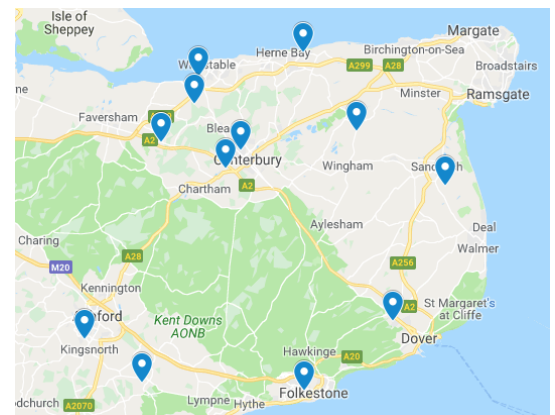 Isle of
Sheppey
Margate
Herne Bay
Birchington-on-Sea
A299
A28
Broadstairs
Minster
Ramsgate
Faversham
A2
Wingham
Chartham
A2
Aylesham
Deal
Walmer
Charing
A28
M20
A256
Kennington
St Margaret's
at Cliffe
A2
Kent Downs
AONB
Dover
Kingsnorth
Hawkinge
A20
Folkestone
Lympne
Hythe
A2070